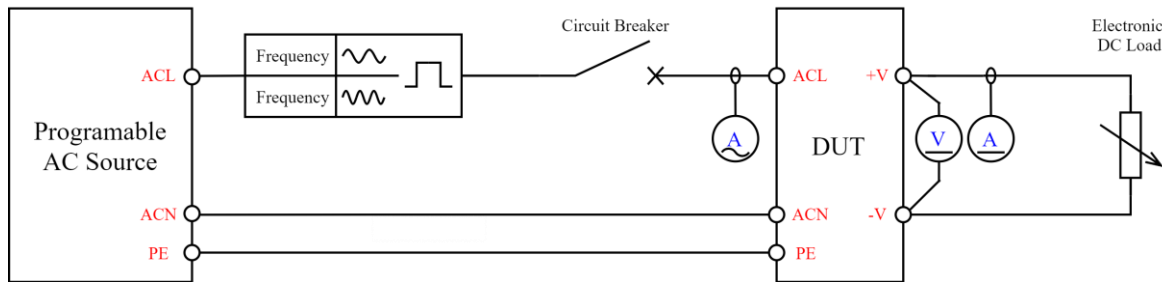 Circuit Breaker
Electronic
DC Load
Frequency
ACL
ACL
+V
Frequency
Programable
AC Source
A
DUT
V
A
ACN
ACN
-V
PE
PE